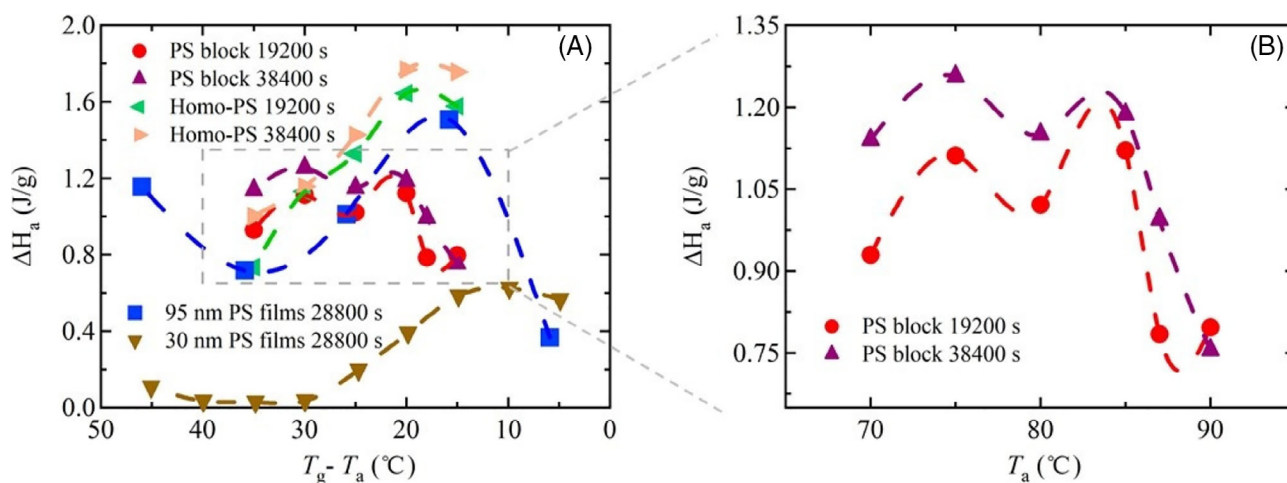 (A)
PS block 19200 s
PS block 38400 s
Homo-PS 19200 s
Homo-PS 38400 s
95 nm PS films 28800 s
30 nm PS films 28800 s
2.0
1.6
1.2
0.8
0.4
0.0
ΔHa (J/g)
50 40 30 20 10 0
Tg- Ta (℃)
(B)
1.35
1.20
1.05
0.90
0.75
ΔHa (J/g)
PS block 19200 s
PS block 38400 s
70 75 80 85 90
Ta (℃)